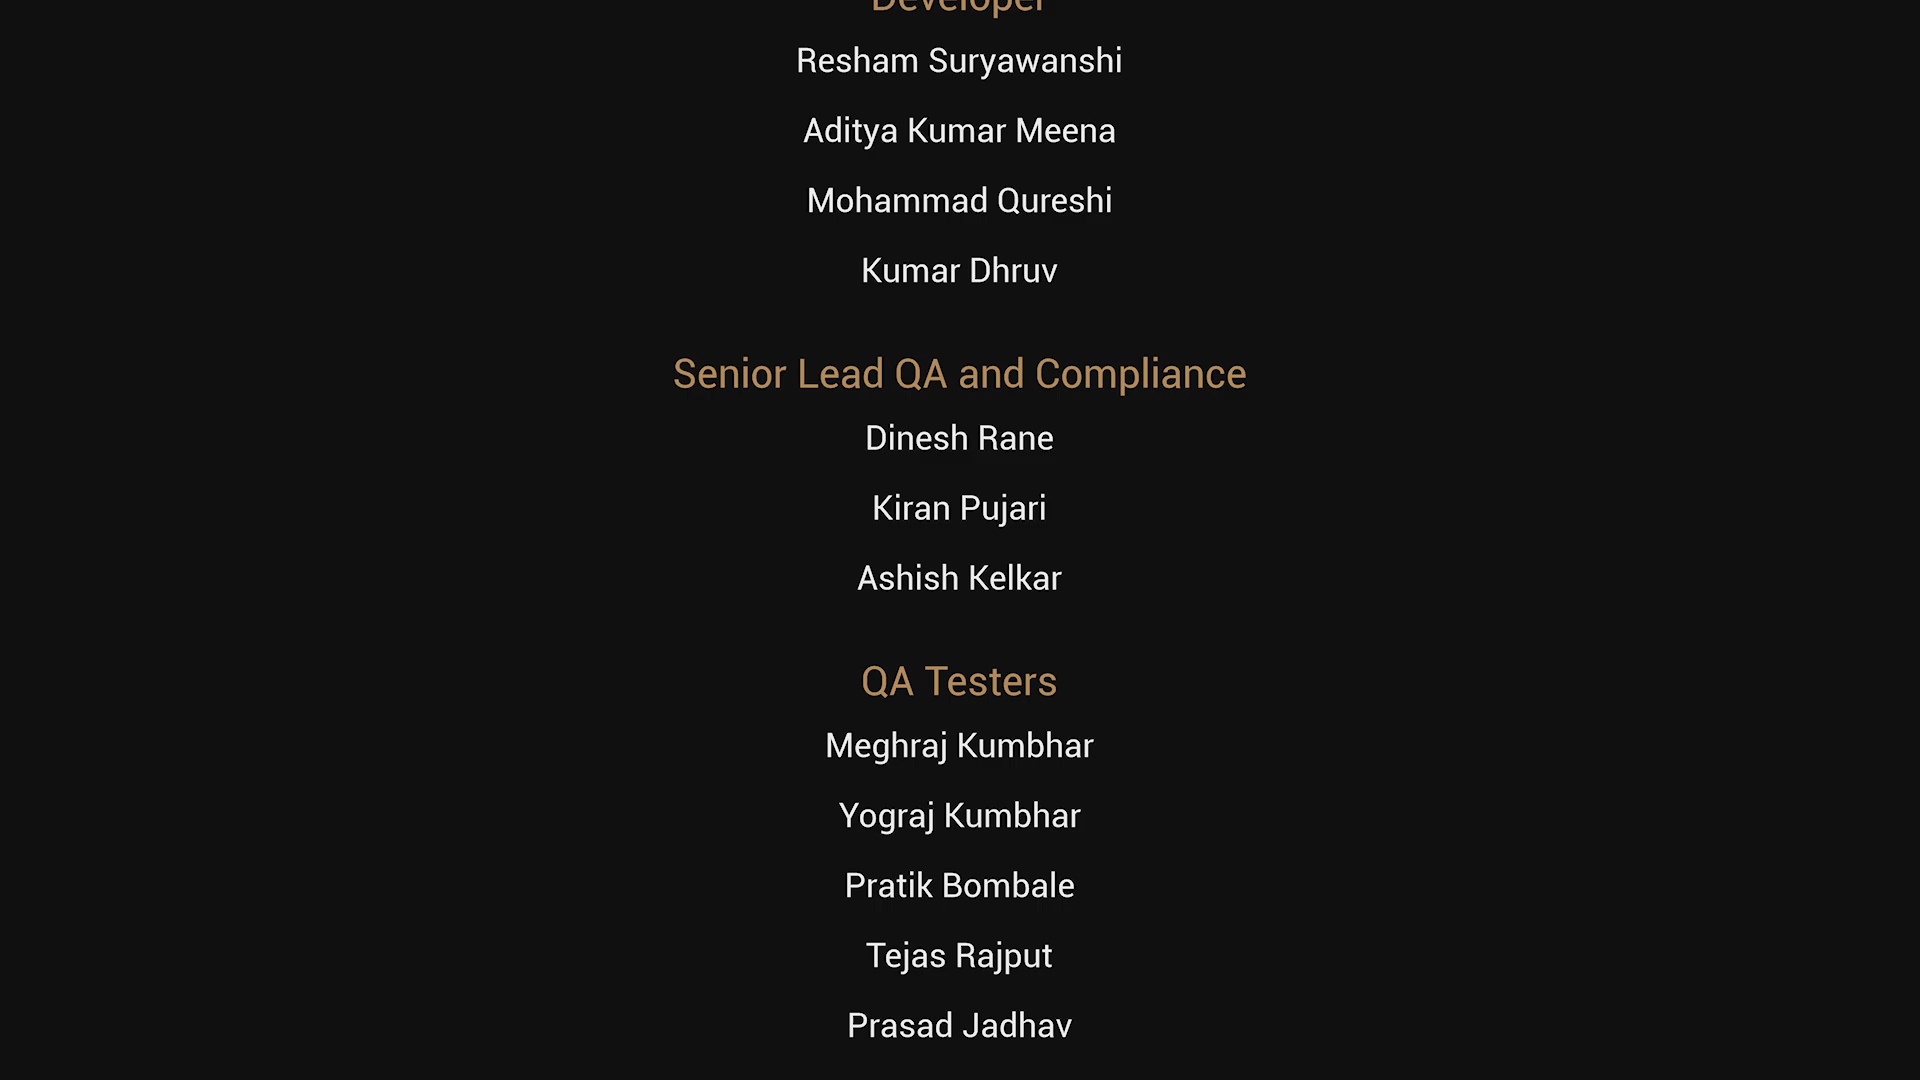 Developer
Resham Suryawanshi
Aditya Kumar Meena
Mohammad Qureshi
Kumar Dhruv
Senior Lead QA and Compliance
Dinesh Rane
Kiran Pujari
Ashish Kelkar
QA Testers
Meghraj Kumbhar
Yograj Kumbhar
Pratik Bombale
Tejas Rajput
Prasad Jadhav